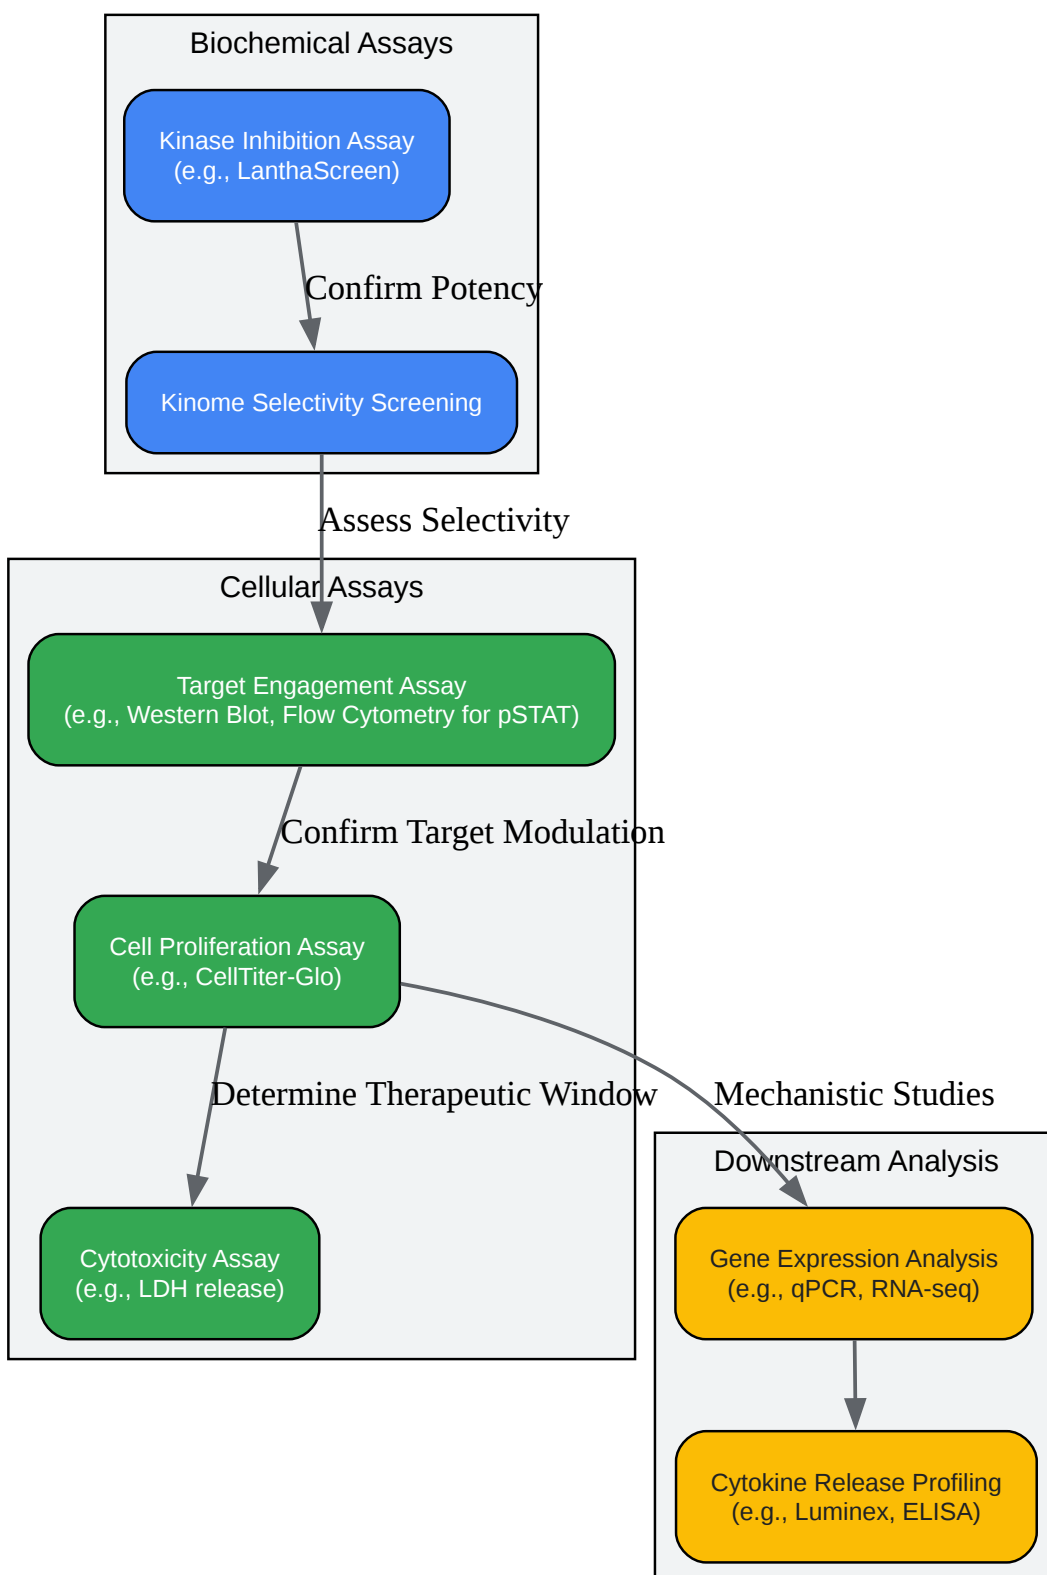 Biochemical Assays
Kinase Inhibition Assay
(e.g., LanthaScreen)
Confirm Potency
Kinome Selectivity Screening
Assess Selectivity
Cellular Assays
Target Engagement Assay
(e.g., Western Blot, Flow Cytometry for pSTAT)
Confirm Target Modulation
Cell Proliferation Assay
(e.g., CellTiter-Glo)
Determine Therapeutic Window
Mechanistic Studies
Downstream Analysis
Cytotoxicity Assay
(e.g., LDH release)
Gene Expression Analysis
(e.g., qPCR, RNA-seq)
Cytokine Release Profiling
(e.g., Luminex, ELISA)